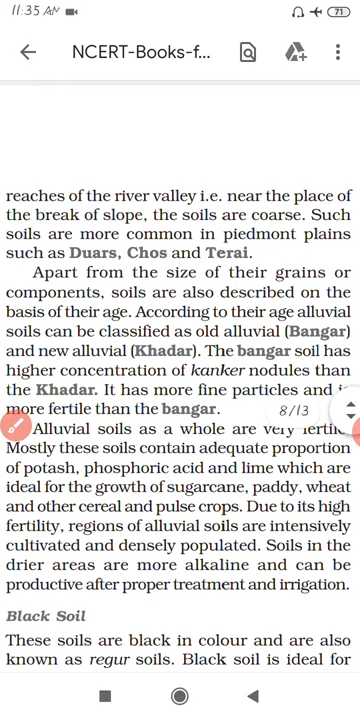 11:35 AM
71
NCERT-Books-f...
reaches of the river valley i.e. near the place of
the break of slope, the soils are coarse. Such
soils are more common in piedmont plains
such as Duars, Chos and Terai.
Apart from the size of their grains or
components, soils are also described on the
basis of their age. According to their age alluvial
soils can be classified as old alluvial (Bangar)
and new alluvial (Khadar). The bangar soil has
higher concentration of kanker nodules than
the Khadar. It has more fine particles and is
more fertile than the bangar.
8/13
Alluvial soils as a whole are very fertile.
Mostly these soils contain adequate proportion
of potash, phosphoric acid and lime which are
ideal for the growth of sugarcane, paddy, wheat
and other cereal and pulse crops. Due to its high
fertility, regions of alluvial soils are intensively
cultivated and densely populated. Soils in the
drier areas are more alkaline and can be
productive after proper treatment and irrigation.
Black Soil
These soils are black in colour and are also
known as regur soils. Black soil is ideal for